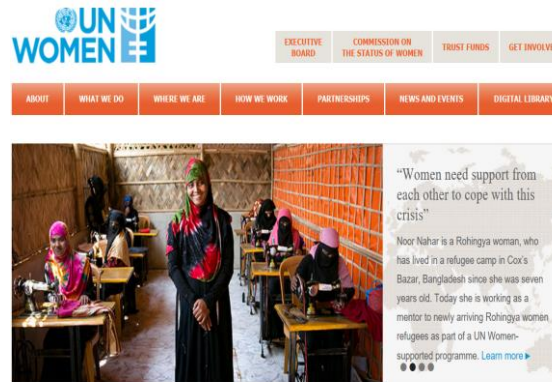 UN
WOMEN
EXECUTIVE
BOARD
COMMISSION ON
THE STATUS OF WOMEN
TRUST FUNDS
GET INVOLVE
ABOUT
WHAT WE DO
WHERE WE ARE
HOW WE WORK
PARTNERSHIPS
NEWS AND EVENTS
DIGITAL LIBRARY
“Women need support from
each other to cope with this
crisis”
Noor Nahar is a Rohingya woman, who
has lived in a refugee camp in Cox's
Bazar, Bangladesh since she was seven
years old. Today she is working as a
mentor to newly arriving Rohingya women
refugees as part of a UN Women-
supported programme. Learn more